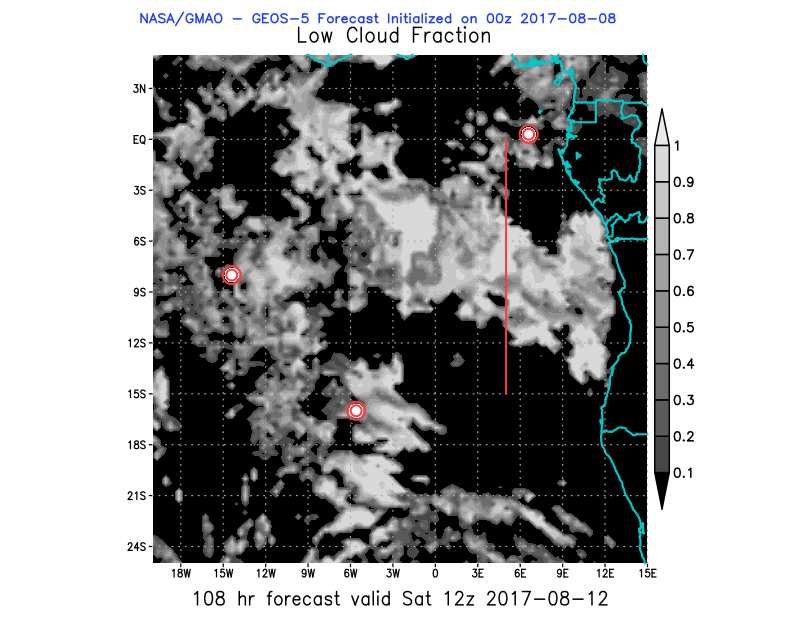 NASA/GMAO - GEOS-5 Forecast Initialized on 00z 2017-08-08
Low Cloud Fraction
3N
EQ
3S
6S
9S
12S
15S
18S
21S
24S
18W 15W 12W 9W 6W 3W 0 3E 6E 9E 12E 15E
1
0.9
0.8
0.7
0.6
0.5
0.4
0.3
0.2
0.1
108 hr forecast valid Sat 12z 2017-08-12